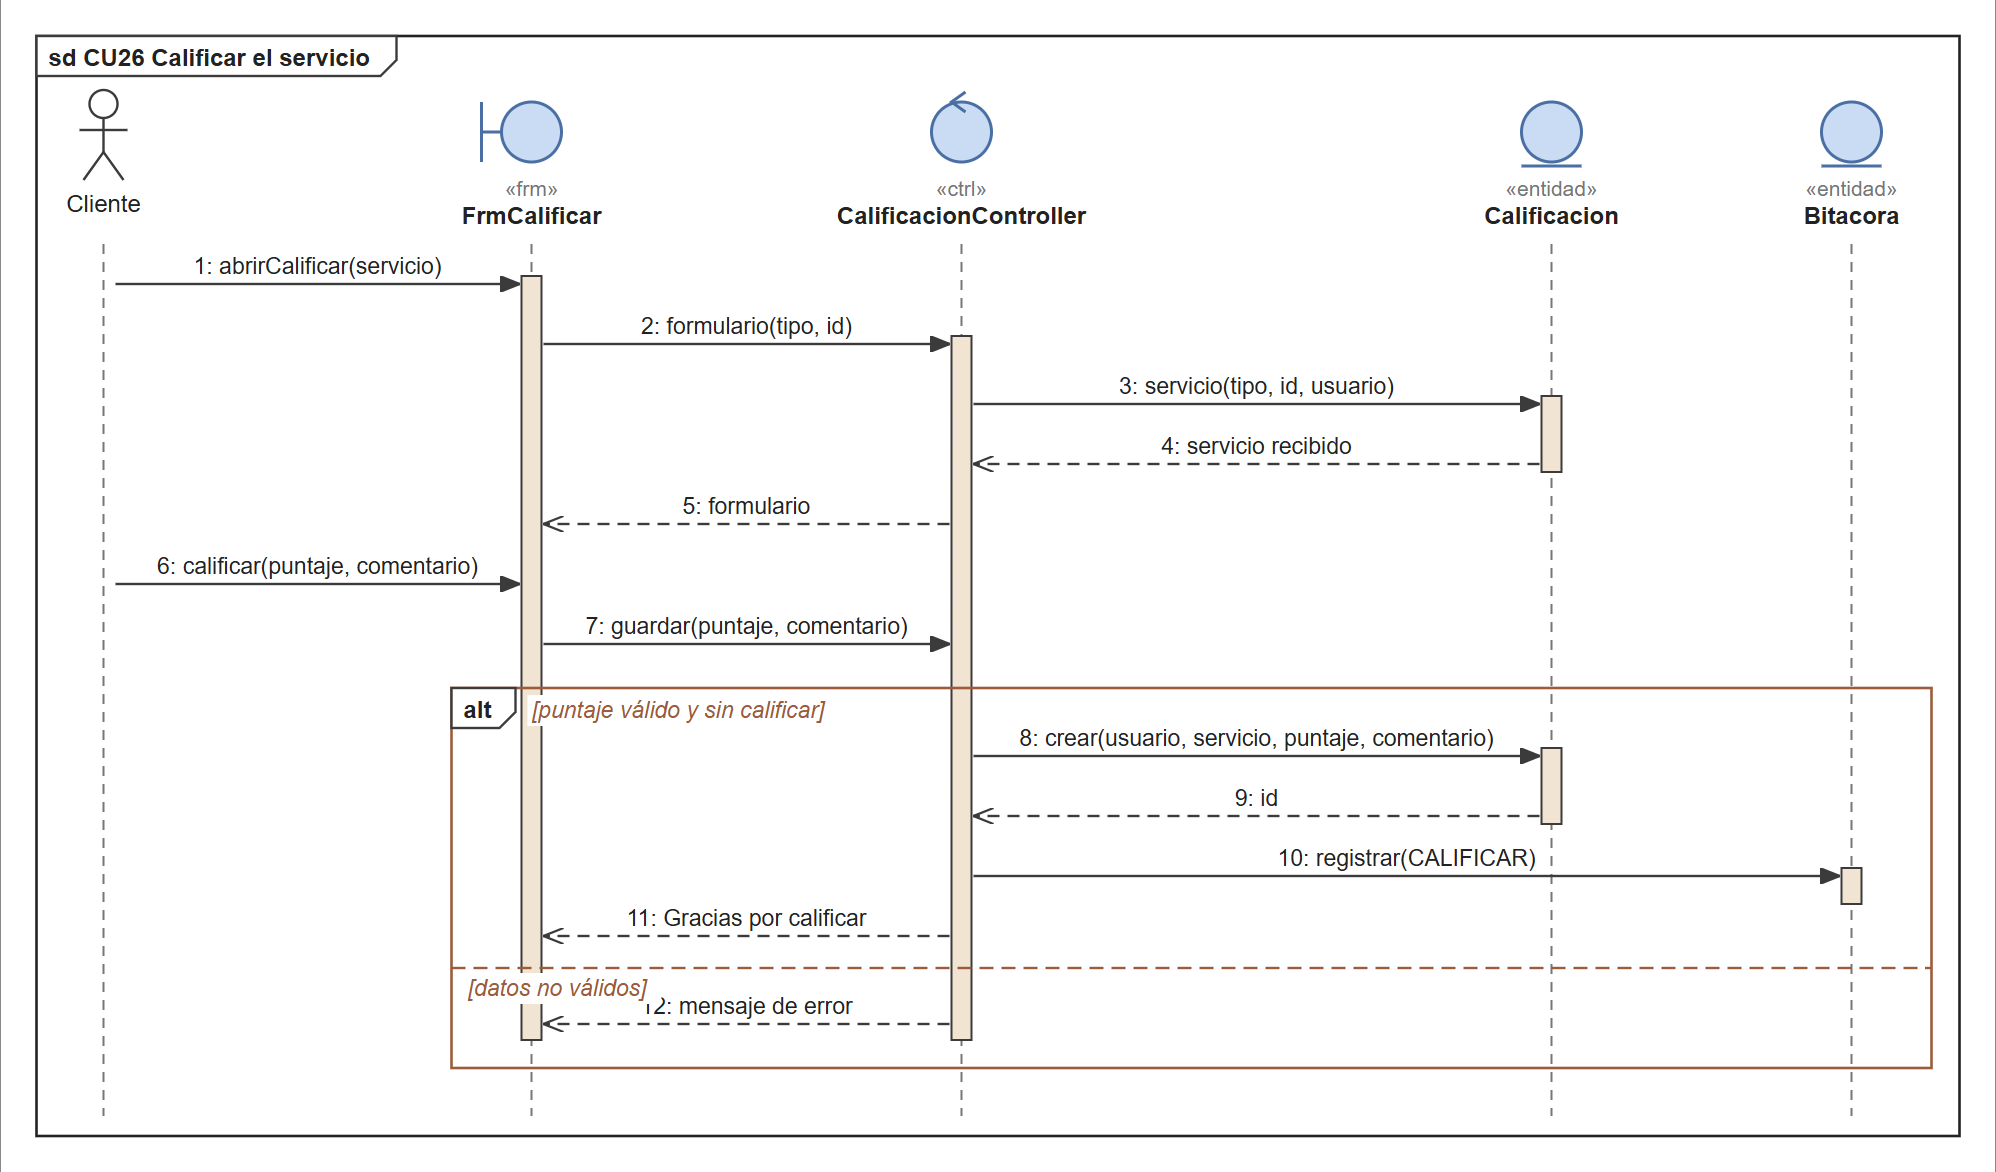 sd CU26 Calificar el servicio
Cliente
«frm»
FrmCalificar
«ctrl»
CalificacionController
«entidad»
Calificacion
«entidad»
Bitacora
1: abrirCalificar(servicio)
2: formulario(tipo, id)
3: servicio(tipo, id, usuario)
4: servicio recibido
5: formulario
6: calificar(puntaje, comentario)
7: guardar(puntaje, comentario)
alt
[puntaje válido y sin calificar]
8: crear(usuario, servicio, puntaje, comentario)
9: id
10: registrar(CALIFICAR)
11: Gracias por calificar
[datos no válidos]
12: mensaje de error